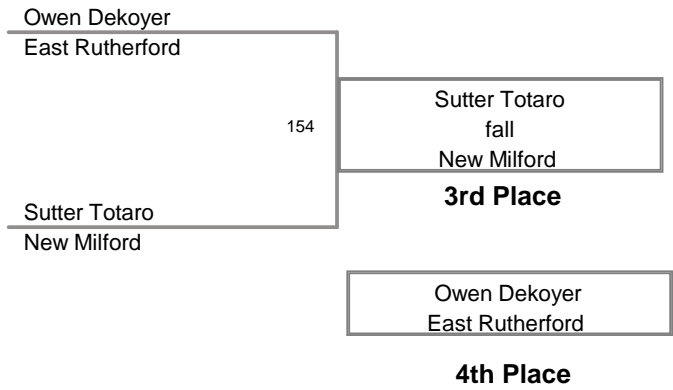 Owen Dekoyer
East Rutherford
154
Sutter Totaro
fall
New Milford
3rd Place
Sutter Totaro
New Milford
Owen Dekoyer
East Rutherford
4th Place